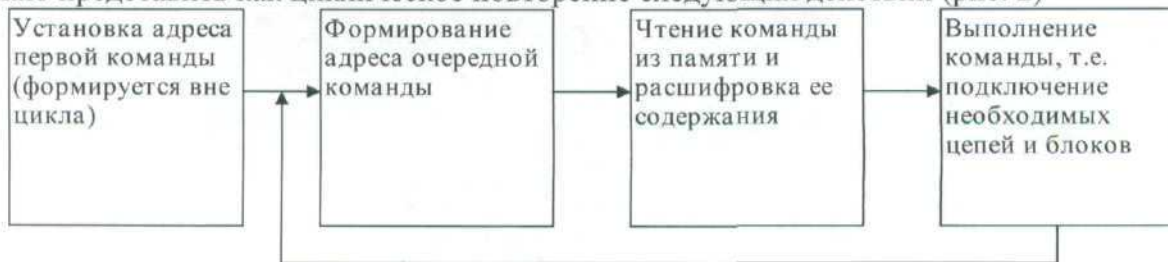 Установка адреса
первой команды
(формируется вне
цикла)
Формирование
адреса очередной
команды
Чтение команды
из памяти и
расшифровка ее
содержания
Выполнение
команды, т.е.
подключение
необходимых
цепей и блоков